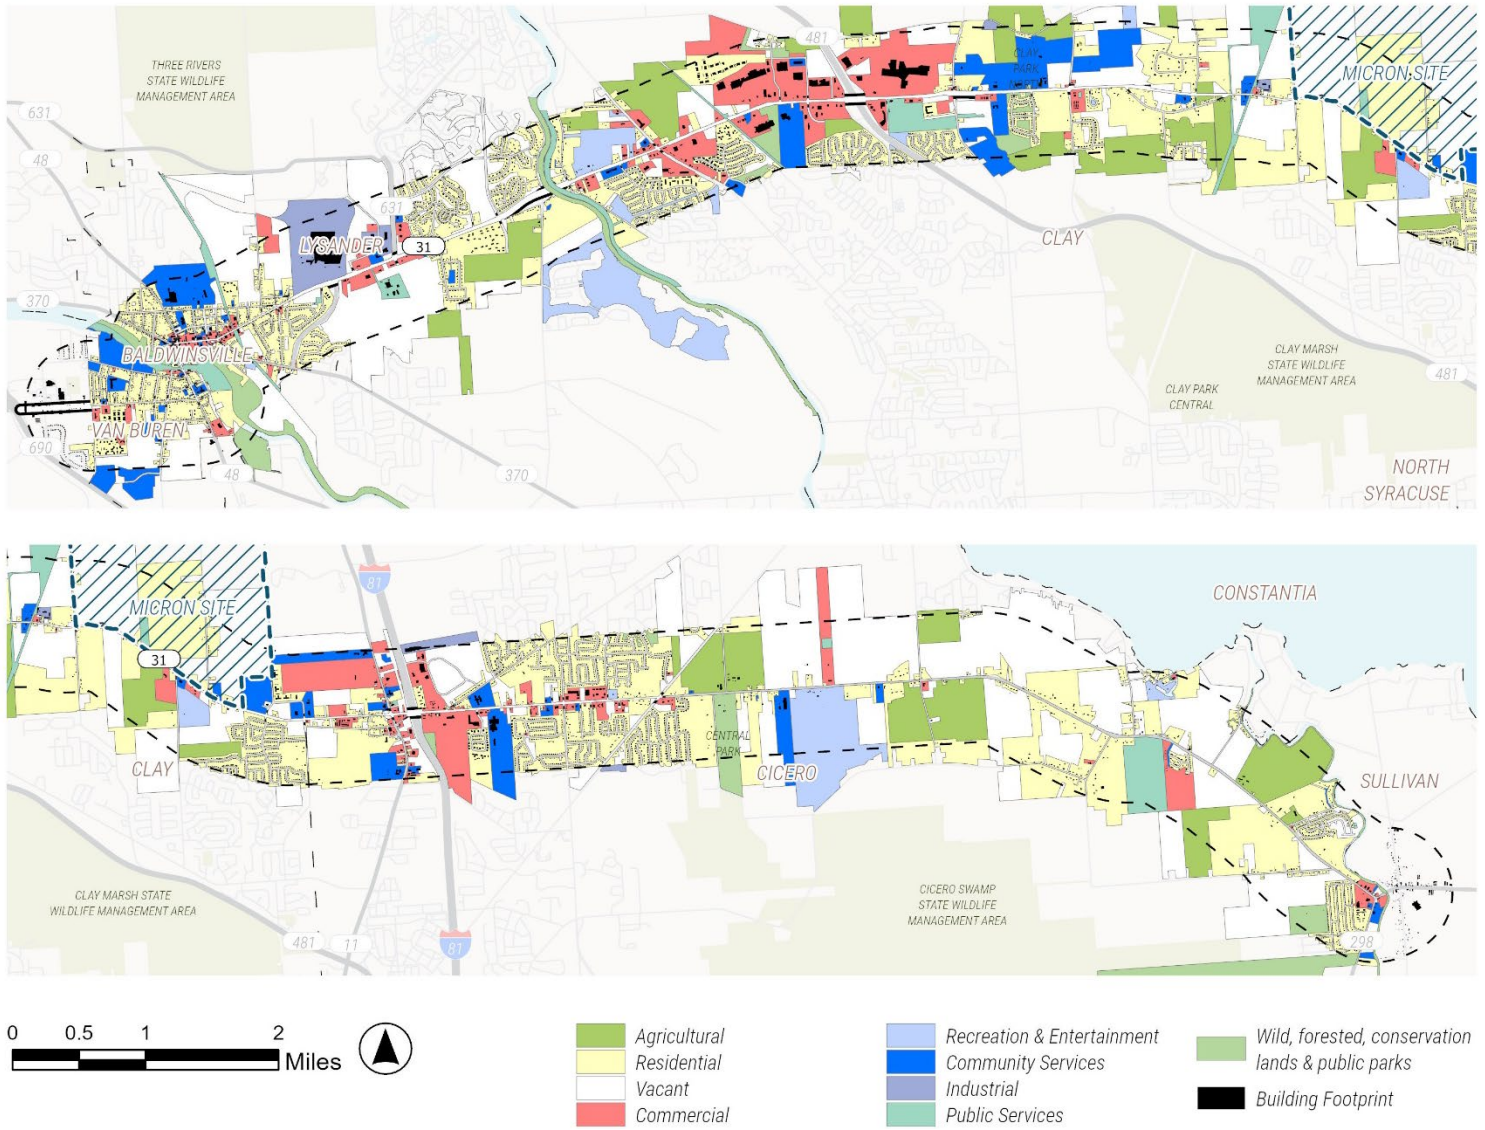 THREE RIVERS
STATE WILDLIFE
MANAGEMENT AREA
481
CLAY
PARK
NORTH
MICRON SITE
631
48
631
LYSANDER
31
CLAY
370
BALDWINSVILLE
VAN BUREN
690
48
370
CLAY MARSH
STATE WILDLIFE
MANAGEMENT AREA
481
CLAY PARK
CENTRAL
NORTH
SYRACUSE
81
CONSTANTIA
MICRON SITE
31
CENTRAL
PARK
CLAY
CICERO
SULLIVAN
CLAY MARSH STATE
WILDLIFE MANAGEMENT AREA
CICERO SWAMP
STATE WILDLIFE
MANAGEMENT AREA
481
11
81
298
0 0.5 1 2
Miles
Agricultural
Residential
Vacant
Commercial
Recreation & Entertainment
Community Services
Industrial
Public Services
Wild, forested, conservation
lands & public parks
Building Footprint